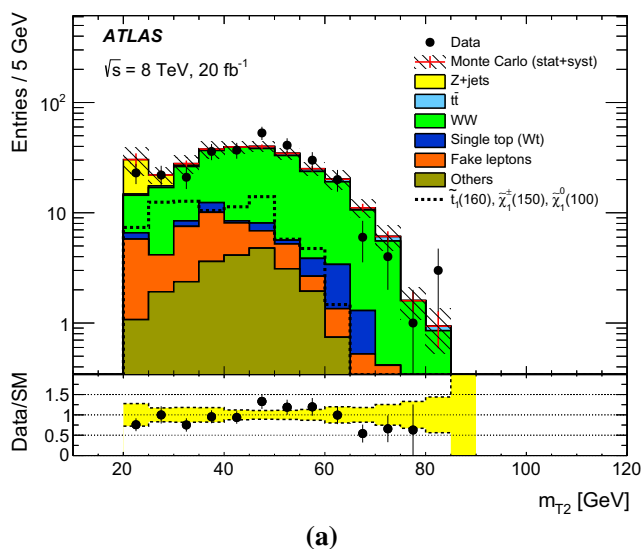 Entries / 5 GeV
ATLAS
√s = 8 TeV, 20 fb⁻¹
Data
Monte Carlo (stat+syst)
Z+jets
tt̄
WW
Single top (Wt)
Fake leptons
Others
t̃₁(160), χ̃₁±(150), χ̃₁⁰(100)
10²
10
1
Data/SM
1.5
1
0.5
0
20 40 60 80 100 120
m_T2 [GeV]
(a)